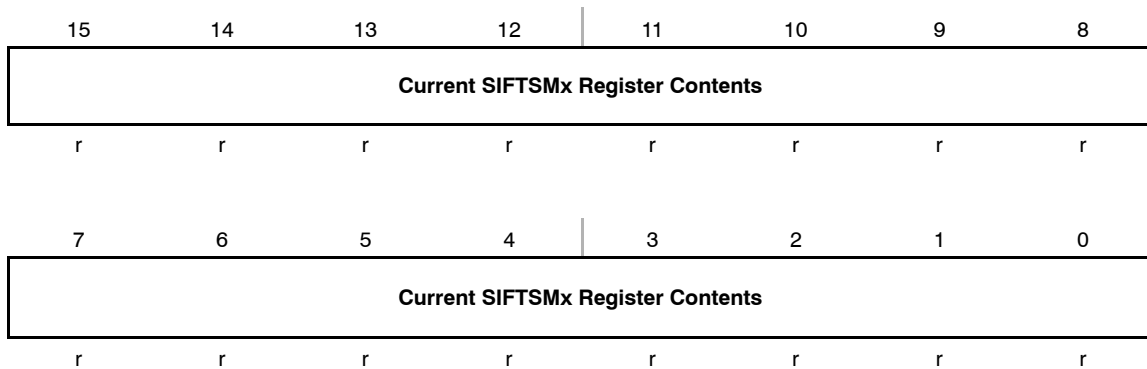 15 14 13 12 11 10 9 8
Current SIFTSMx Register Contents
r r r r r r r r
7 6 5 4 3 2 1 0
Current SIFTSMx Register Contents
r r r r r r r r